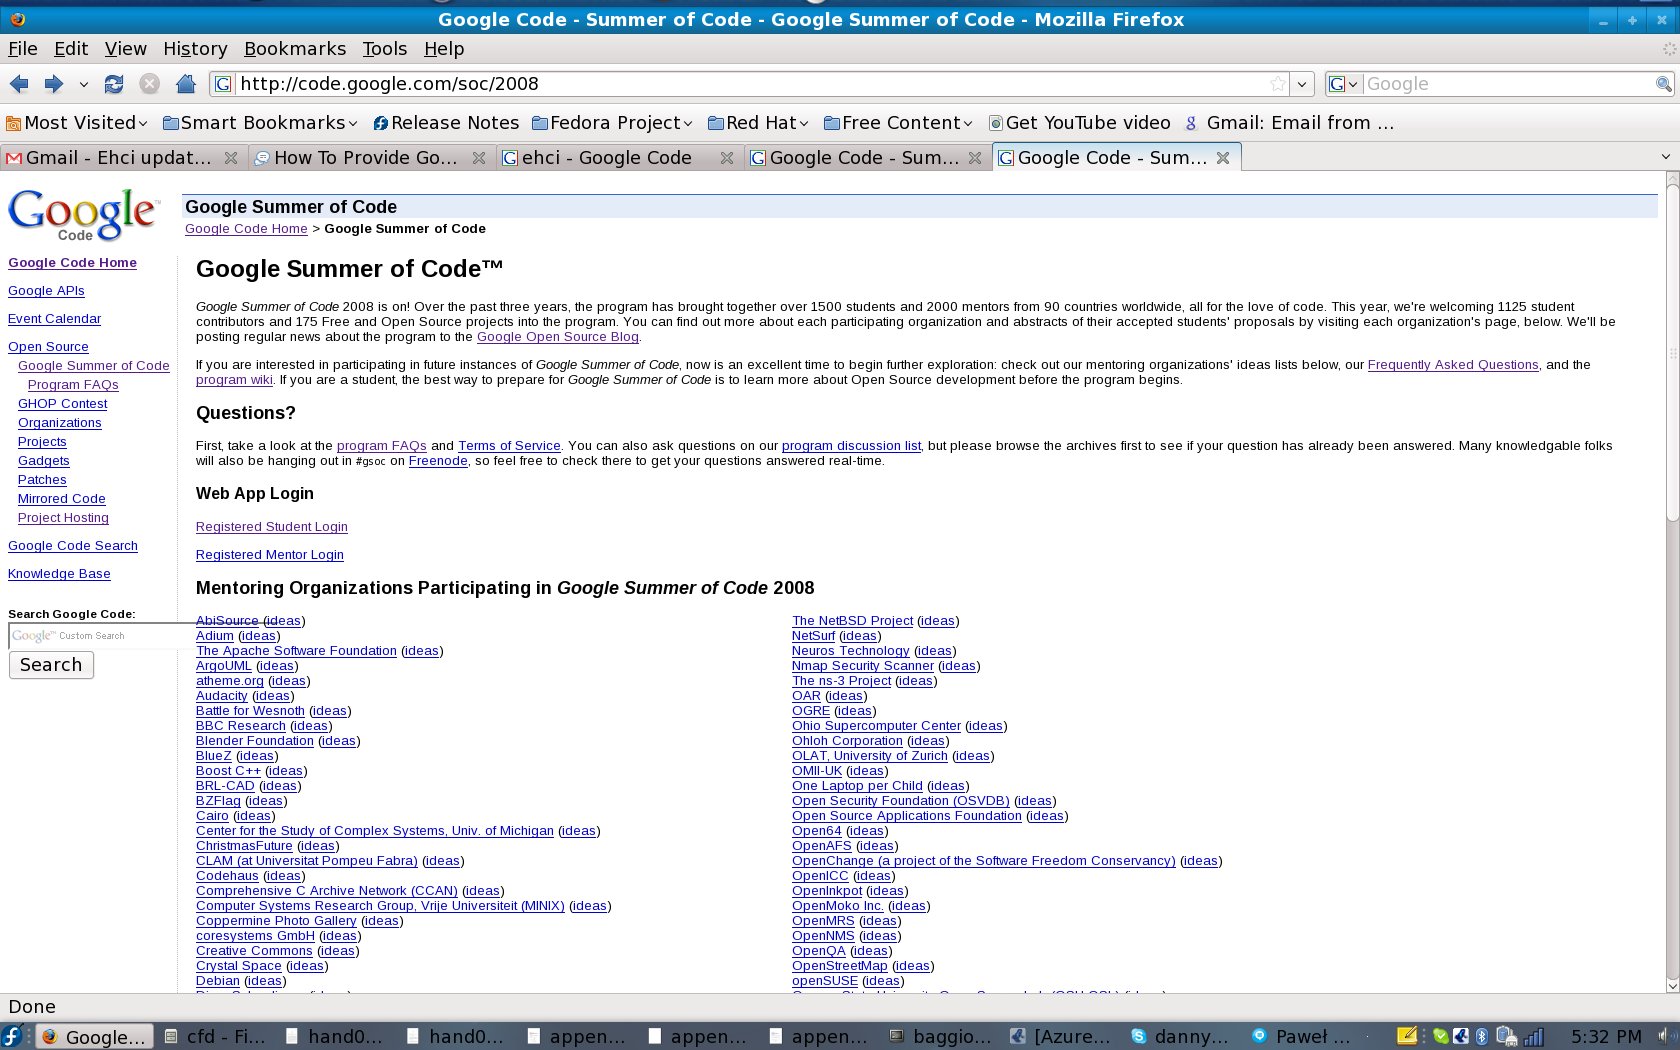 Google Code - Summer of Code - Google Summer of Code - Mozilla Firefox
File Edit View History Bookmarks Tools Help
http://code.google.com/soc/2008
Google
Most Visited Smart Bookmarks Release Notes Fedora Project Red Hat Free Content Get YouTube video Gmail: Email from ...
Gmail - Ehci updat... How To Provide Go... ehci - Google Code Google Code - Sum... Google Code - Sum...
Google™
Code
Google Code Home
Google APIs
Event Calendar
Open Source
Google Summer of Code
Program FAQs
GHOP Contest
Organizations
Projects
Gadgets
Patches
Mirrored Code
Project Hosting
Google Code Search
Knowledge Base
Search Google Code:
Google™ Custom Search
Search
Google Summer of Code
Google Code Home > Google Summer of Code
Google Summer of Code™
Google Summer of Code 2008 is on! Over the past three years, the program has brought together over 1500 students and 2000 mentors from 90 countries worldwide, all for the love of code. This year, we're welcoming 1125 student
contributors and 175 Free and Open Source projects into the program. You can find out more about each participating organization and abstracts of their accepted students' proposals by visiting each organization's page, below. We'll be
posting regular news about the program to the Google Open Source Blog.
If you are interested in participating in future instances of Google Summer of Code, now is an excellent time to begin further exploration: check out our mentoring organizations' ideas lists below, our Frequently Asked Questions, and the
program wiki. If you are a student, the best way to prepare for Google Summer of Code is to learn more about Open Source development before the program begins.
Questions?
First, take a look at the program FAQs and Terms of Service. You can also ask questions on our program discussion list, but please browse the archives first to see if your question has already been answered. Many knowledgable folks
will also be hanging out in #gsoc on Freenode, so feel free to check there to get your questions answered real-time.
Web App Login
Registered Student Login
Registered Mentor Login
Mentoring Organizations Participating in Google Summer of Code 2008
AbiSource (ideas)
Adium (ideas)
The Apache Software Foundation (ideas)
ArgoUML (ideas)
atheme.org (ideas)
Audacity (ideas)
Battle for Wesnoth (ideas)
BBC Research (ideas)
Blender Foundation (ideas)
BlueZ (ideas)
Boost C++ (ideas)
BRL-CAD (ideas)
BZFlag (ideas)
Cairo (ideas)
Center for the Study of Complex Systems, Univ. of Michigan (ideas)
ChristmasFuture (ideas)
CLAM (at Universitat Pompeu Fabra) (ideas)
Codehaus (ideas)
Comprehensive C Archive Network (CCAN) (ideas)
Computer Systems Research Group, Vrije Universiteit (MINIX) (ideas)
Coppermine Photo Gallery (ideas)
coresystems GmbH (ideas)
Creative Commons (ideas)
Crystal Space (ideas)
Debian (ideas)
The NetBSD Project (ideas)
NetSurf (ideas)
Neuros Technology (ideas)
Nmap Security Scanner (ideas)
The ns-3 Project (ideas)
OAR (ideas)
OGRE (ideas)
Ohio Supercomputer Center (ideas)
Ohloh Corporation (ideas)
OLAT, University of Zurich (ideas)
OMII-UK (ideas)
One Laptop per Child (ideas)
Open Security Foundation (OSVDB) (ideas)
Open Source Applications Foundation (ideas)
Open64 (ideas)
OpenAFS (ideas)
OpenChange (a project of the Software Freedom Conservancy) (ideas)
OpenICC (ideas)
OpenInkpot (ideas)
OpenMoko Inc. (ideas)
OpenMRS (ideas)
OpenNMS (ideas)
OpenQA (ideas)
OpenStreetMap (ideas)
openSUSE (ideas)
Done
Google... cfd - Fi... hand0... hand0... appen... appen... appen... baggio... [Azure... danny... Paweł ... 5:32 PM